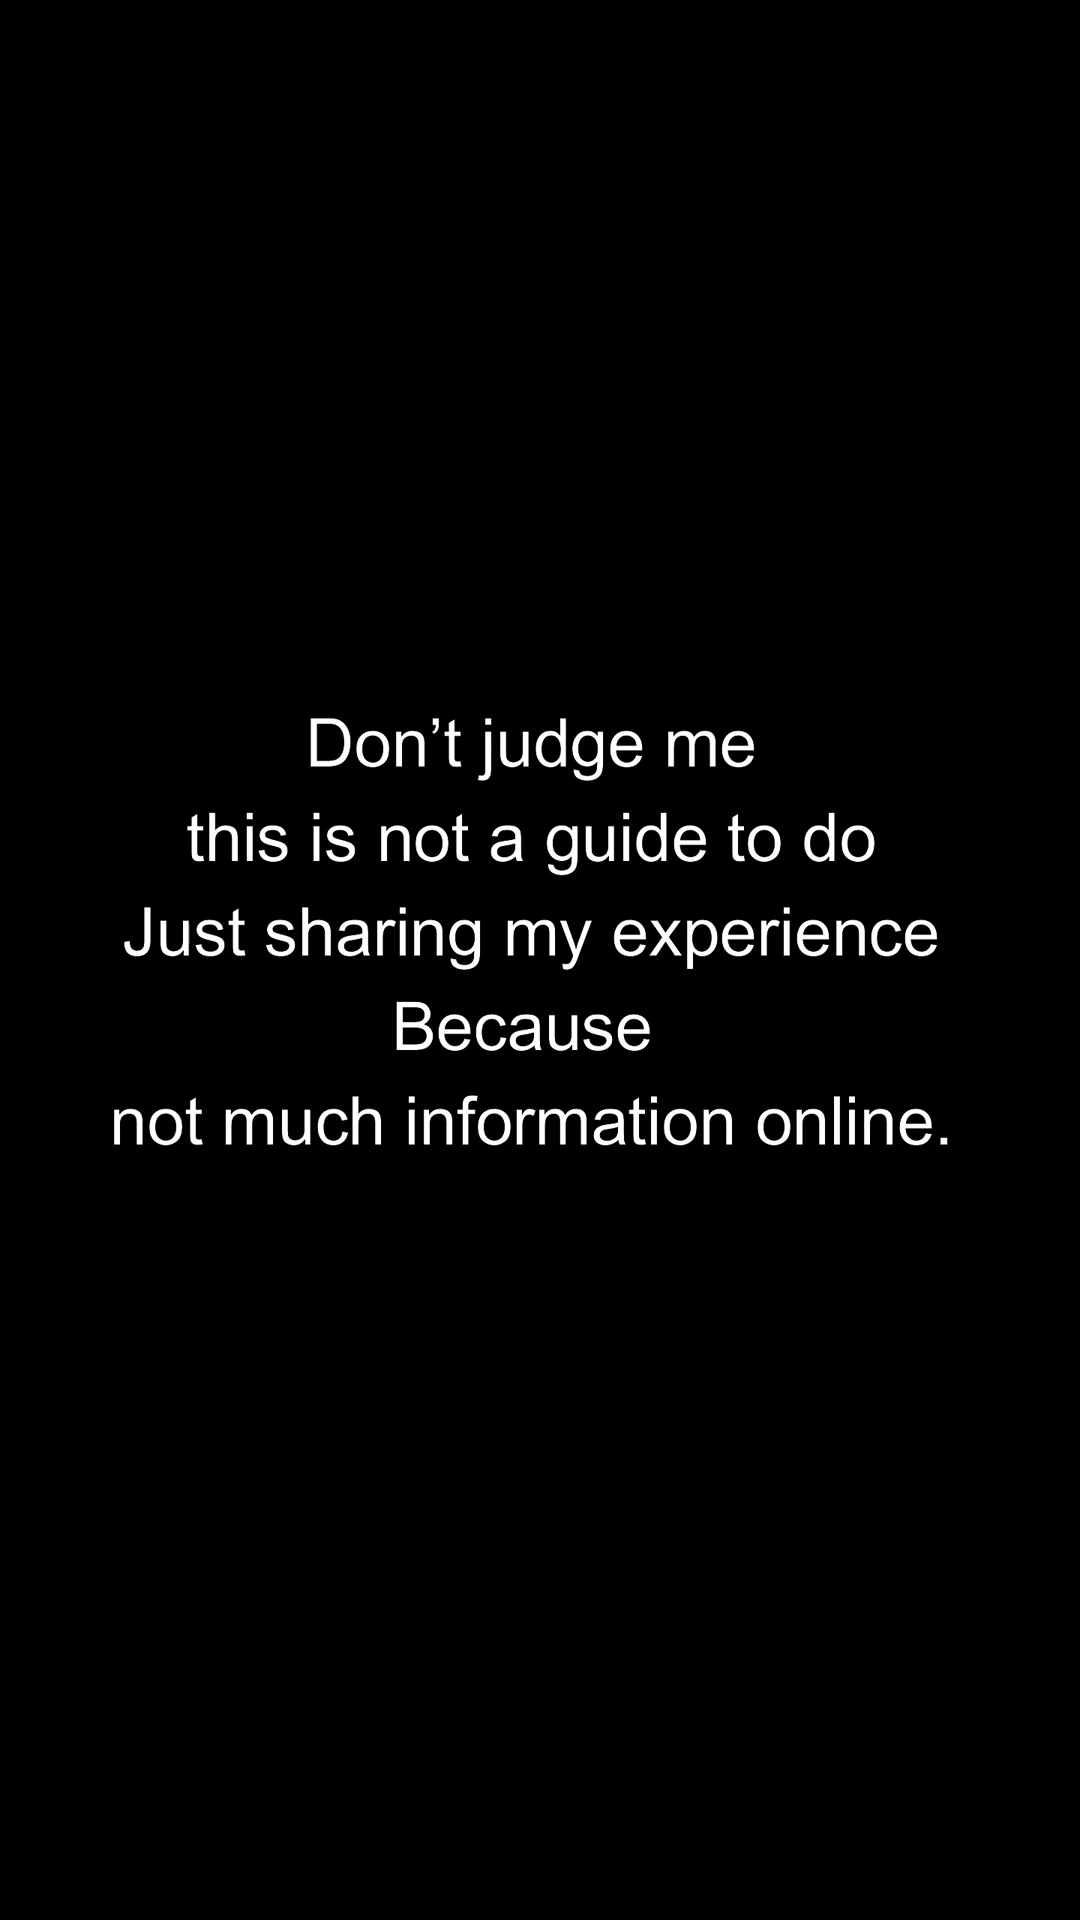 Don’t judge me
this is not a guide to do
Just sharing my experience
Because
not much information online.